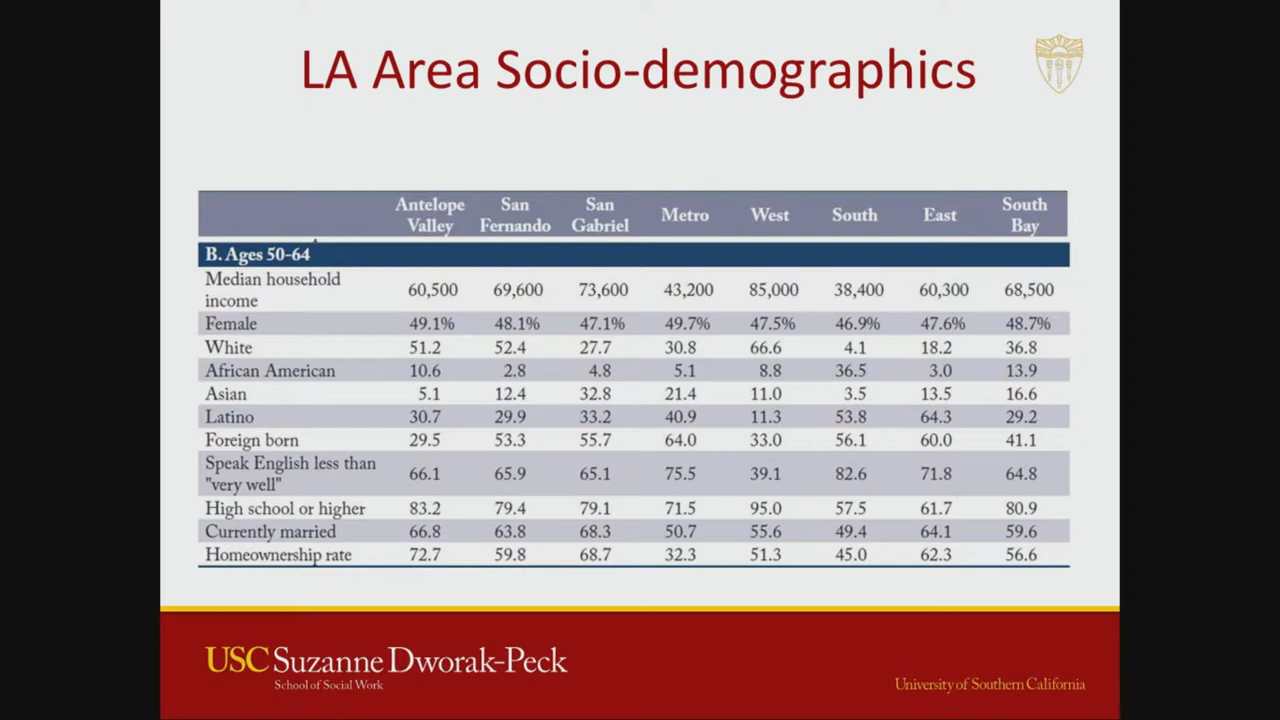 LA Area Socio-demographics
Antelope Valley San Fernando San Gabriel Metro West South East South Bay
B. Ages 50-64
Median household income 60,500 69,600 73,600 43,200 85,000 38,400 60,300 68,500
Female 49.1% 48.1% 47.1% 49.7% 47.5% 46.9% 47.6% 48.7%
White 51.2 52.4 27.7 30.8 66.6 4.1 18.2 36.8
African American 10.6 2.8 4.8 5.1 8.8 36.5 3.0 13.9
Asian 5.1 12.4 32.8 21.4 11.0 3.5 13.5 16.6
Latino 30.7 29.9 33.2 40.9 11.3 53.8 64.3 29.2
Foreign born 29.5 53.3 55.7 64.0 33.0 56.1 60.0 41.1
Speak English less than "very well" 66.1 65.9 65.1 75.5 39.1 82.6 71.8 64.8
High school or higher 83.2 79.4 79.1 71.5 95.0 57.5 61.7 80.9
Currently married 66.8 63.8 68.3 50.7 55.6 49.4 64.1 59.6
Homeownership rate 72.7 59.8 68.7 32.3 51.3 45.0 62.3 56.6
USC Suzanne Dworak-Peck
School of Social Work
University of Southern California